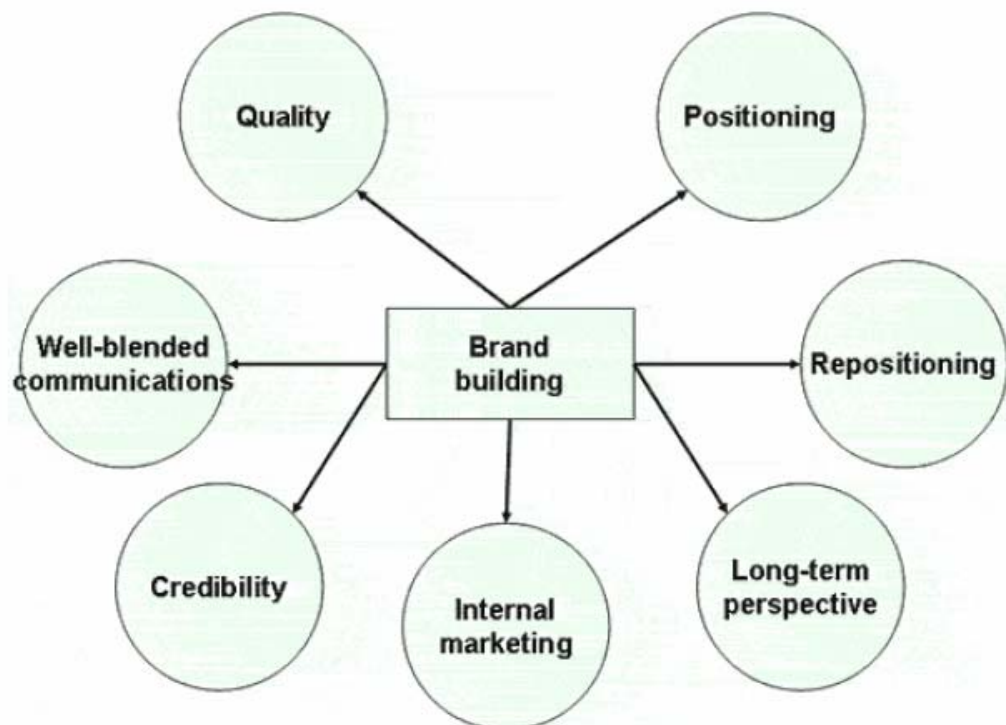 Quality
Positioning
Well-blended
communications
Brand
building
Repositioning
Credibility
Internal
marketing
Long-term
perspective